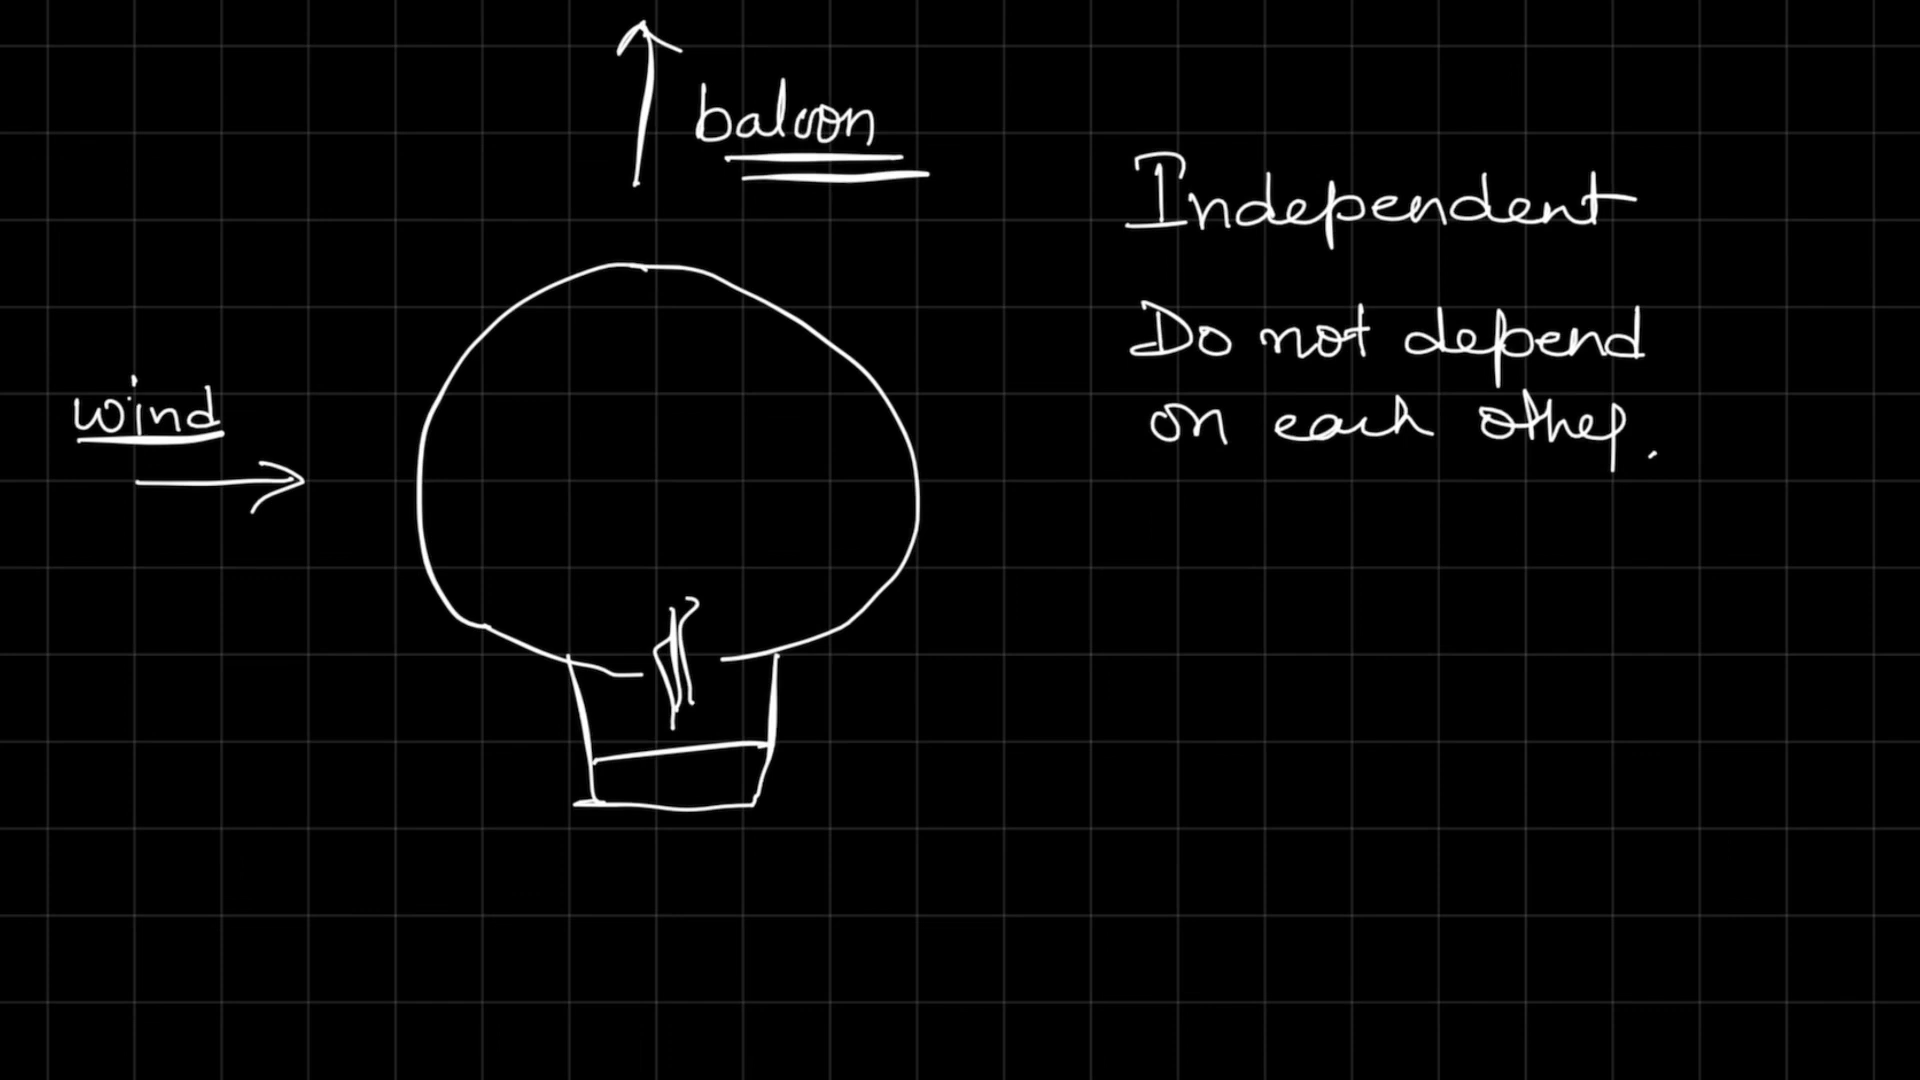 baloon
Independent
Do not depend
on each other.
wind